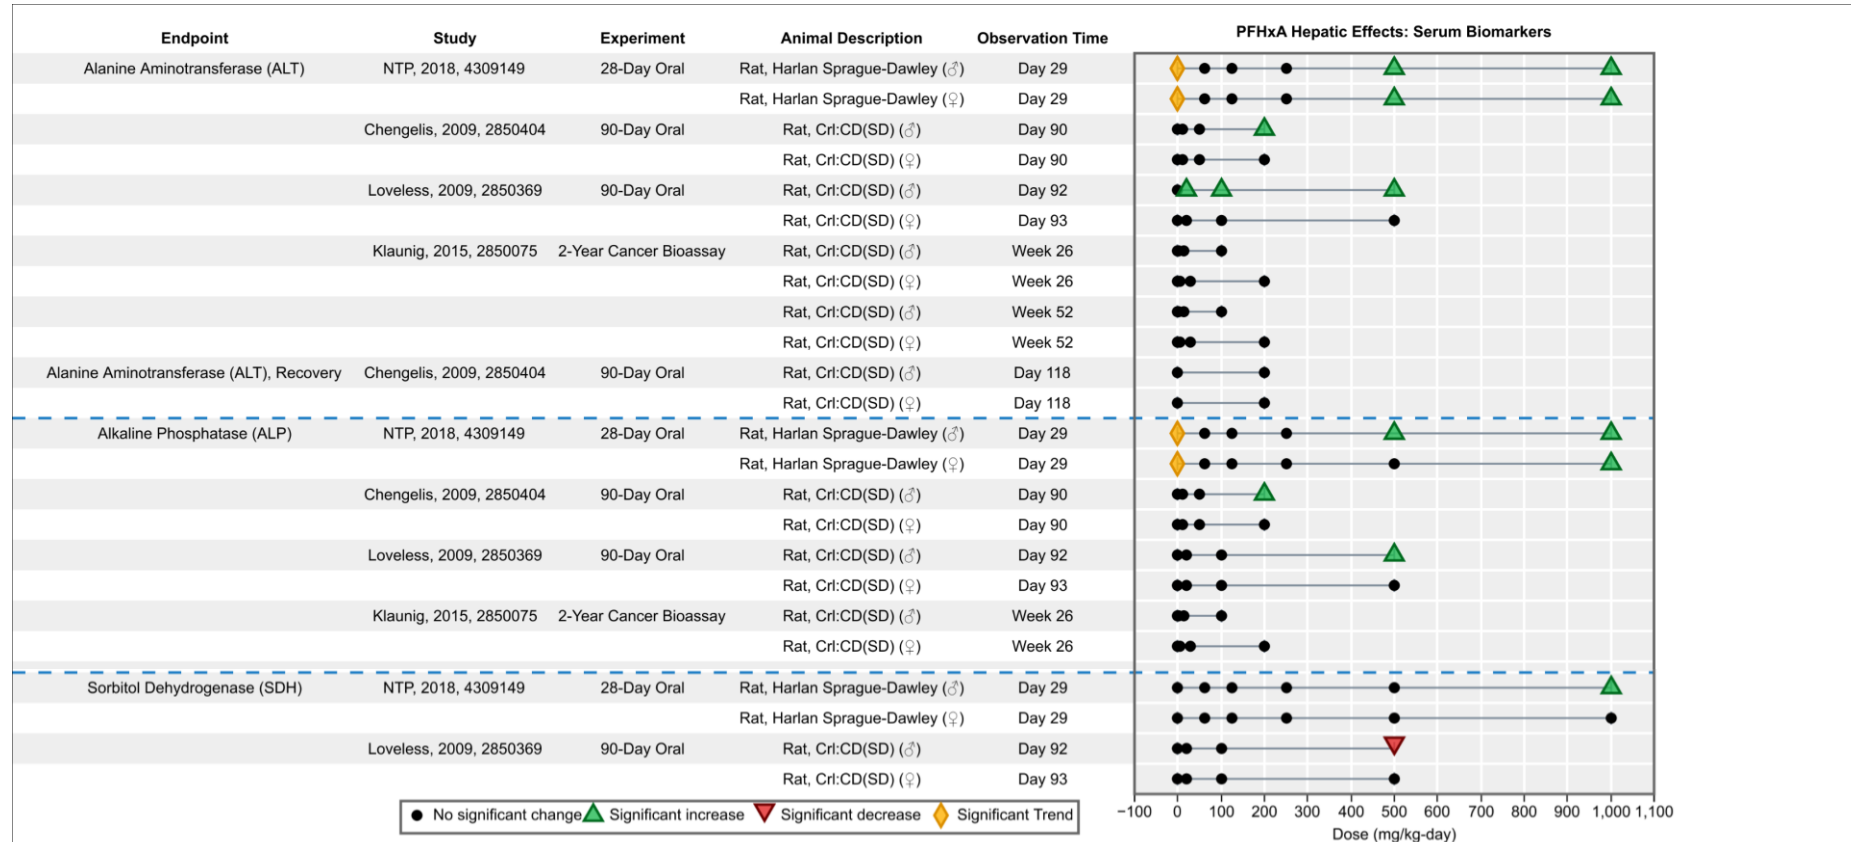 Endpoint Study Experiment Animal Description Observation Time PFHxA Hepatic Effects: Serum Biomarkers
Alanine Aminotransferase (ALT) NTP, 2018, 4309149 28-Day Oral Rat, Harlan Sprague-Dawley (♂) Day 29
Rat, Harlan Sprague-Dawley (♀) Day 29
Chengelis, 2009, 2850404 90-Day Oral Rat, Crl:CD(SD) (♂) Day 90
Rat, Crl:CD(SD) (♀) Day 90
Loveless, 2009, 2850369 90-Day Oral Rat, Crl:CD(SD) (♂) Day 92
Rat, Crl:CD(SD) (♀) Day 93
Klaunig, 2015, 2850075 2-Year Cancer Bioassay Rat, Crl:CD(SD) (♂) Week 26
Rat, Crl:CD(SD) (♀) Week 26
Rat, Crl:CD(SD) (♂) Week 52
Rat, Crl:CD(SD) (♀) Week 52
Alanine Aminotransferase (ALT), Recovery Chengelis, 2009, 2850404 90-Day Oral Rat, Crl:CD(SD) (♂) Day 118
Rat, Crl:CD(SD) (♀) Day 118
Alkaline Phosphatase (ALP) NTP, 2018, 4309149 28-Day Oral Rat, Harlan Sprague-Dawley (♂) Day 29
Rat, Harlan Sprague-Dawley (♀) Day 29
Chengelis, 2009, 2850404 90-Day Oral Rat, Crl:CD(SD) (♂) Day 90
Rat, Crl:CD(SD) (♀) Day 90
Loveless, 2009, 2850369 90-Day Oral Rat, Crl:CD(SD) (♂) Day 92
Rat, Crl:CD(SD) (♀) Day 93
Klaunig, 2015, 2850075 2-Year Cancer Bioassay Rat, Crl:CD(SD) (♂) Week 26
Rat, Crl:CD(SD) (♀) Week 26
Sorbitol Dehydrogenase (SDH) NTP, 2018, 4309149 28-Day Oral Rat, Harlan Sprague-Dawley (♂) Day 29
Rat, Harlan Sprague-Dawley (♀) Day 29
Loveless, 2009, 2850369 90-Day Oral Rat, Crl:CD(SD) (♂) Day 92
Rat, Crl:CD(SD) (♀) Day 93
No significant change Significant increase Significant decrease Significant Trend
−100 0 100 200 300 400 500 600 700 800 900 1,000 1,100
Dose (mg/kg-day)